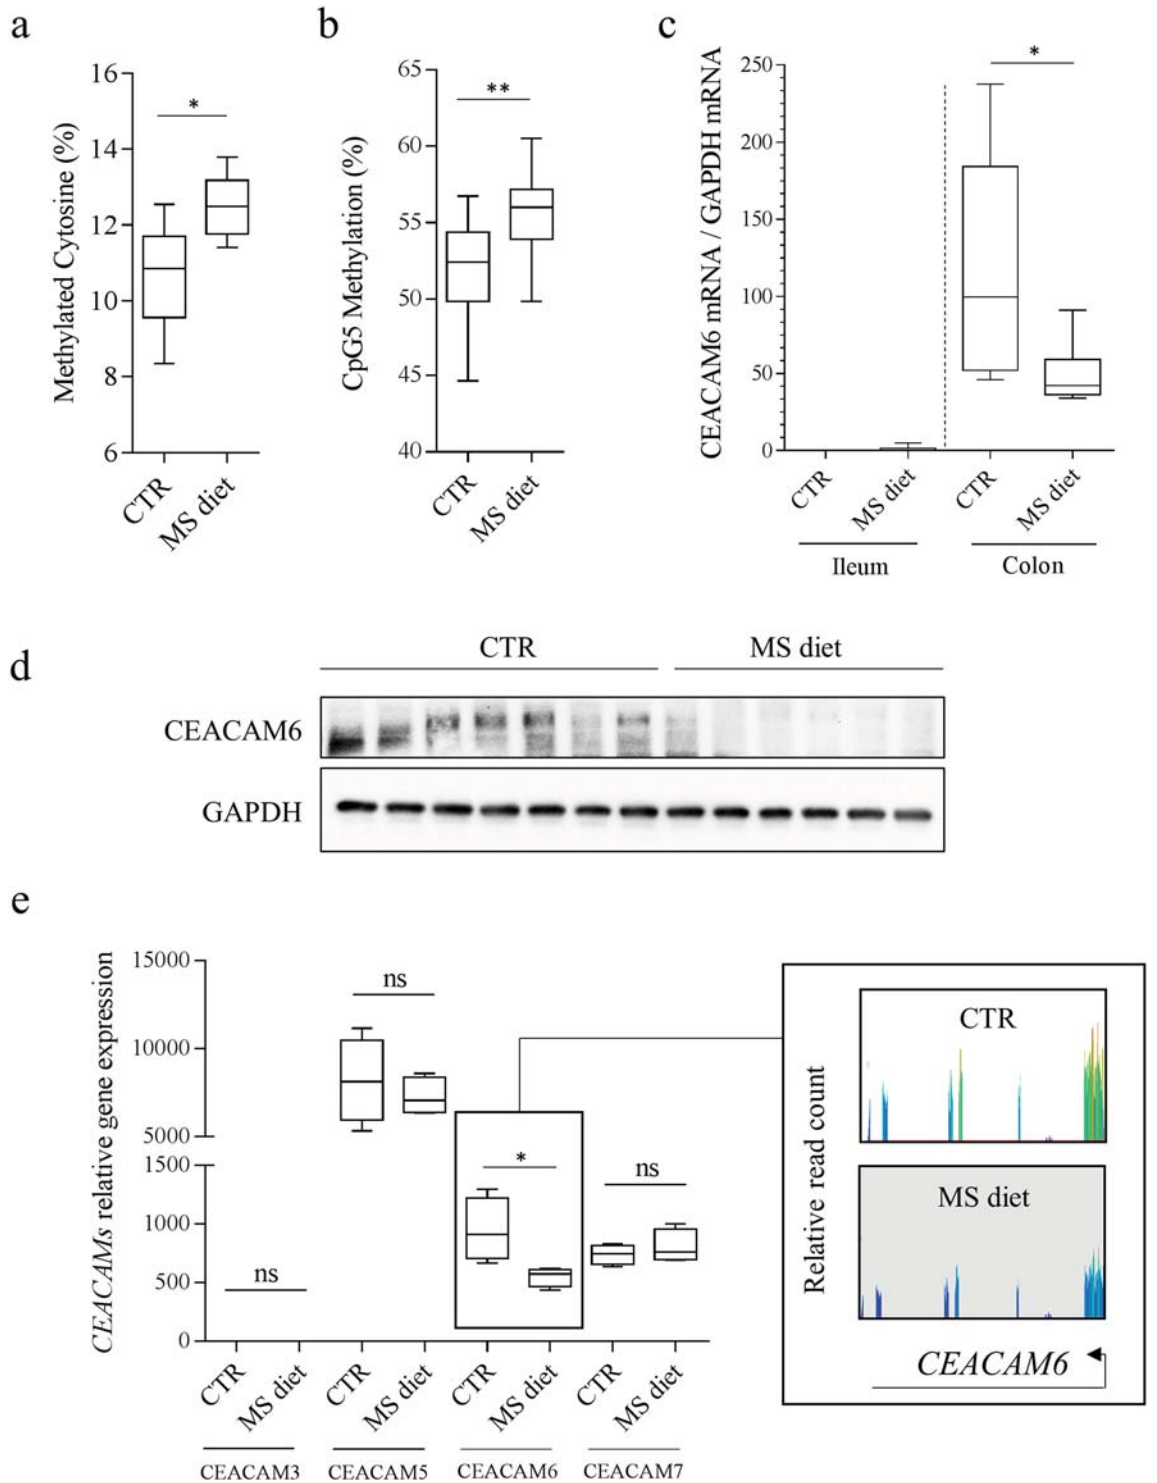 a
b
c
16
14
12
10
8
6
Methylated Cytosine (%)
*
CTR
MS diet
65
60
55
50
45
40
CpG5 Methylation (%)
**
CTR
MS diet
250
200
150
100
50
0
CEACAM6 mRNA / GAPDH mRNA
*
CTR
MS diet
CTR
MS diet
Ileum
Colon
d
CTR
MS diet
CEACAM6
GAPDH
e
15000
10000
5000
1500
1000
500
0
CEACAMs relative gene expression
ns
ns
*
ns
CTR
MS diet
CTR
MS diet
CTR
MS diet
CTR
MS diet
CEACAM3
CEACAM5
CEACAM6
CEACAM7
Relative read count
CTR
MS diet
CEACAM6